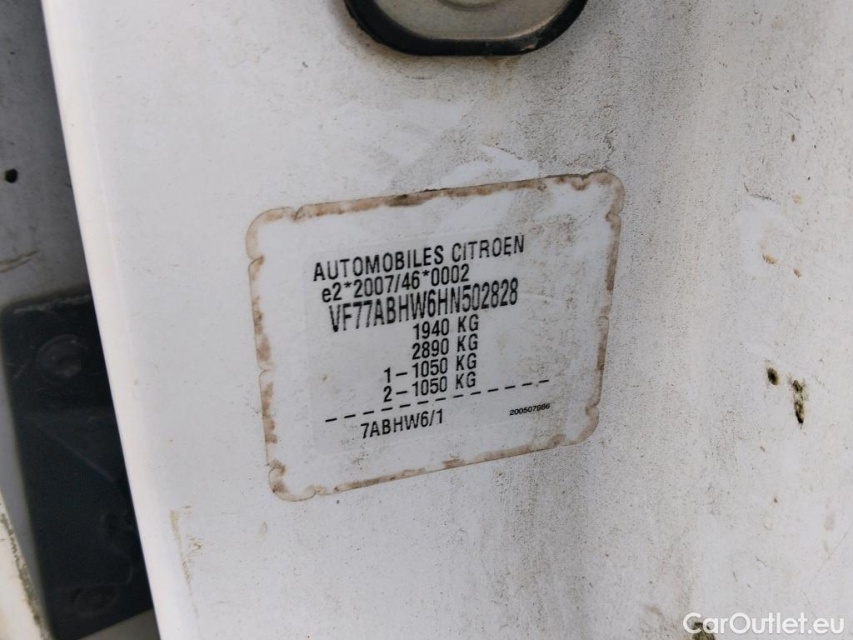 AUTOMOBILES CITROEN
e2*2007/46*0002
VF77ABHW6HN502828
1940 KG
2890 KG
1-1050 KG
2-1050 KG
7ABHW6/1
200507986
CarOutlet.eu